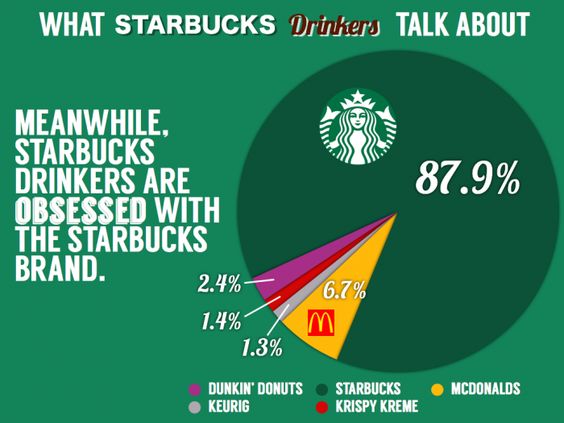 WHAT STARBUCKS Drinkers TALK ABOUT
MEANWHILE,
STARBUCKS
DRINKERS ARE
OBSESSED WITH
THE STARBUCKS
BRAND.
87.9%
2.4%
6.7%
1.4%
1.3%
DUNKIN' DONUTS STARBUCKS MCDONALDS
KEURIG KRISPY KREME